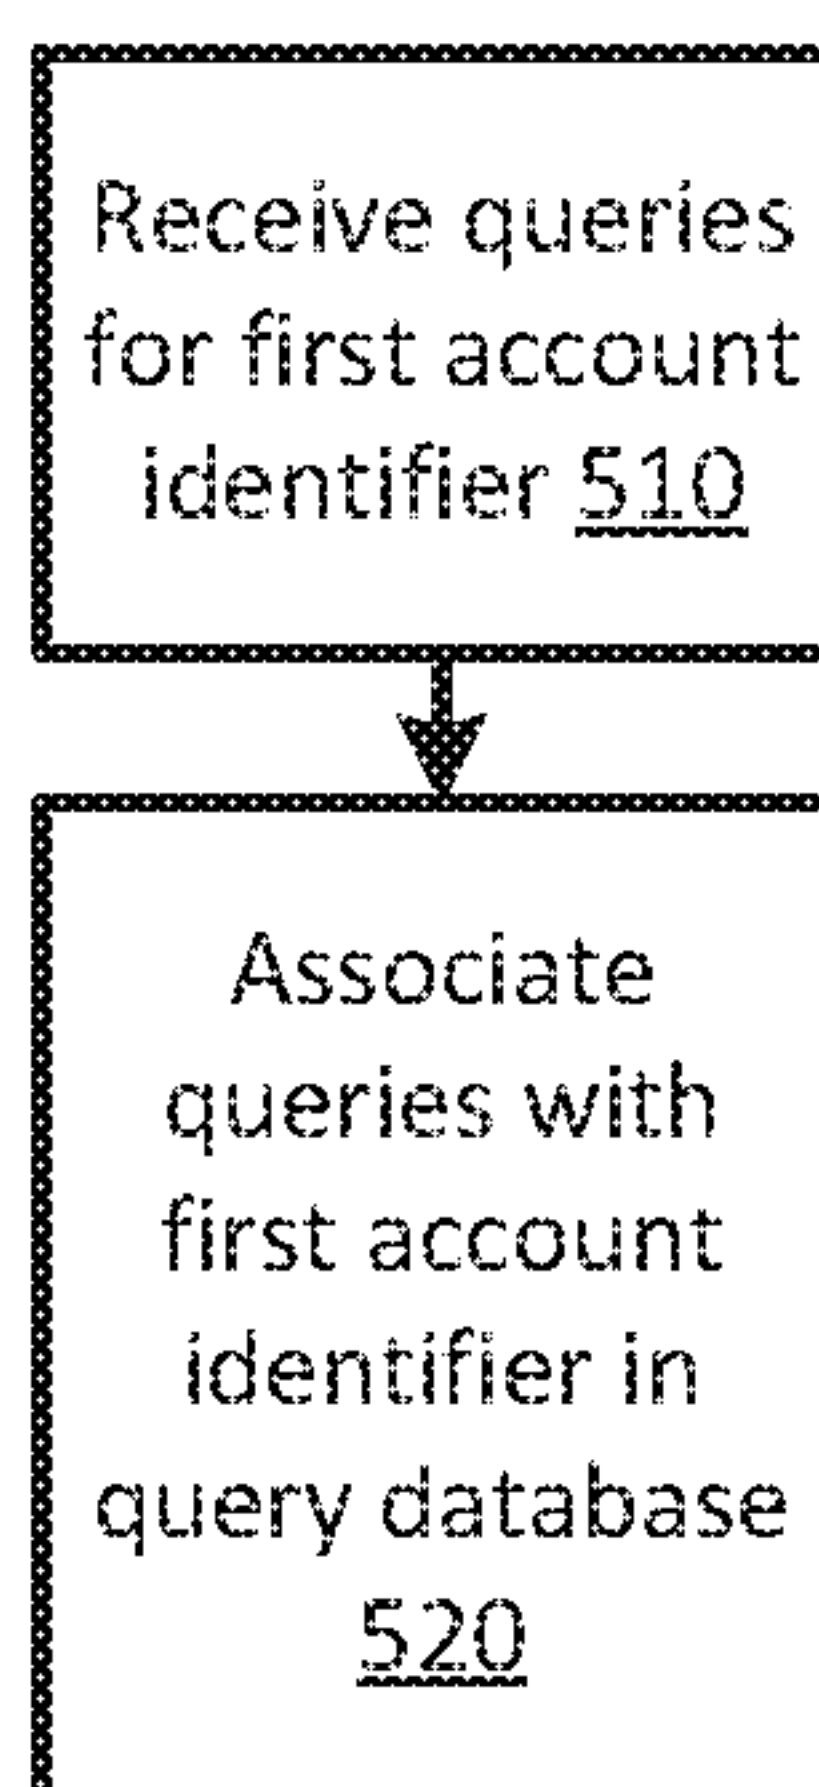 Receive queries
for first account
identifier 510
Associate
queries with
first account
identifier in
query database
520